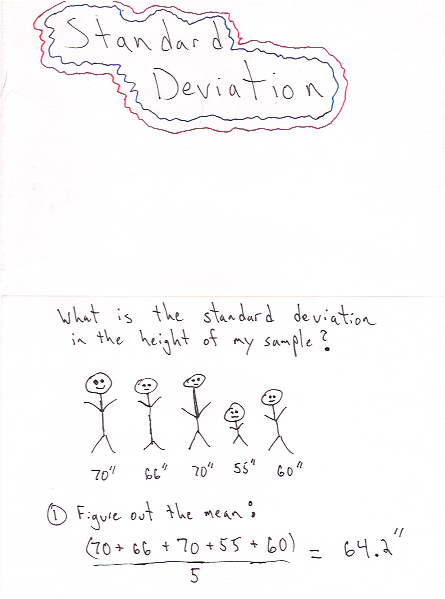 Standard
Deviation
What is the standard deviation
in the height of my sample?
70" 66" 70" 55" 60"
① Figure out the mean:
(70 + 66 + 70 + 55 + 60) = 64.2"
5